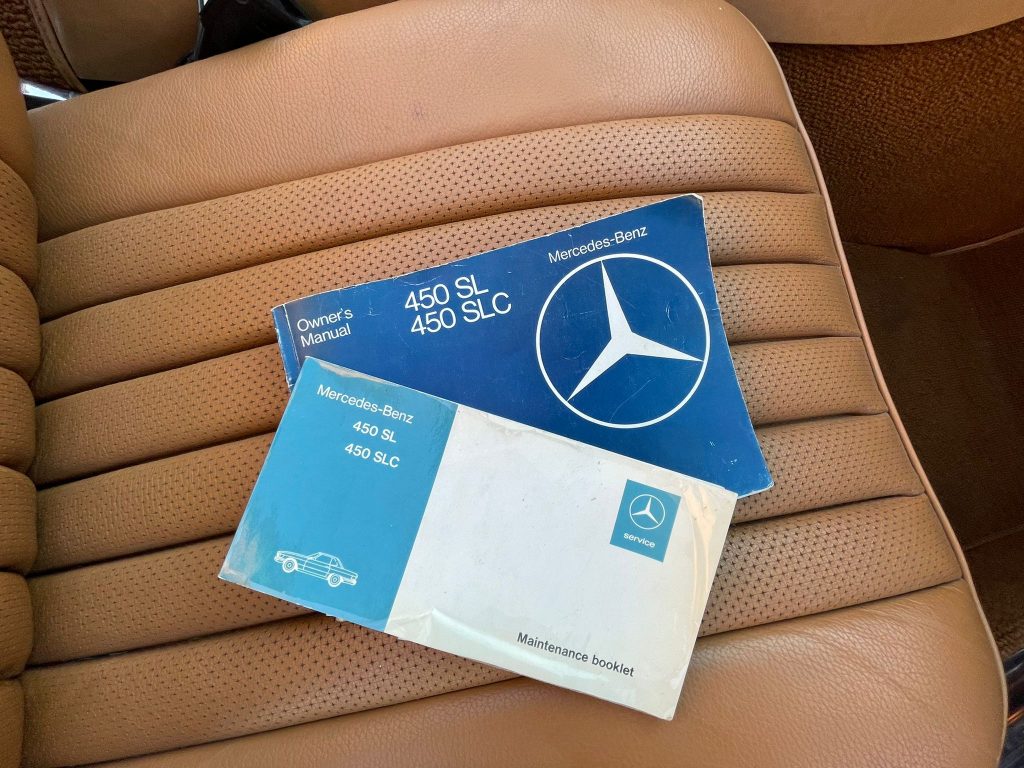 Mercedes-Benz
450 SL
450 SLC
Owner's
Manual
Mercedes-Benz
450 SL
450 SLC
service
Maintenance booklet